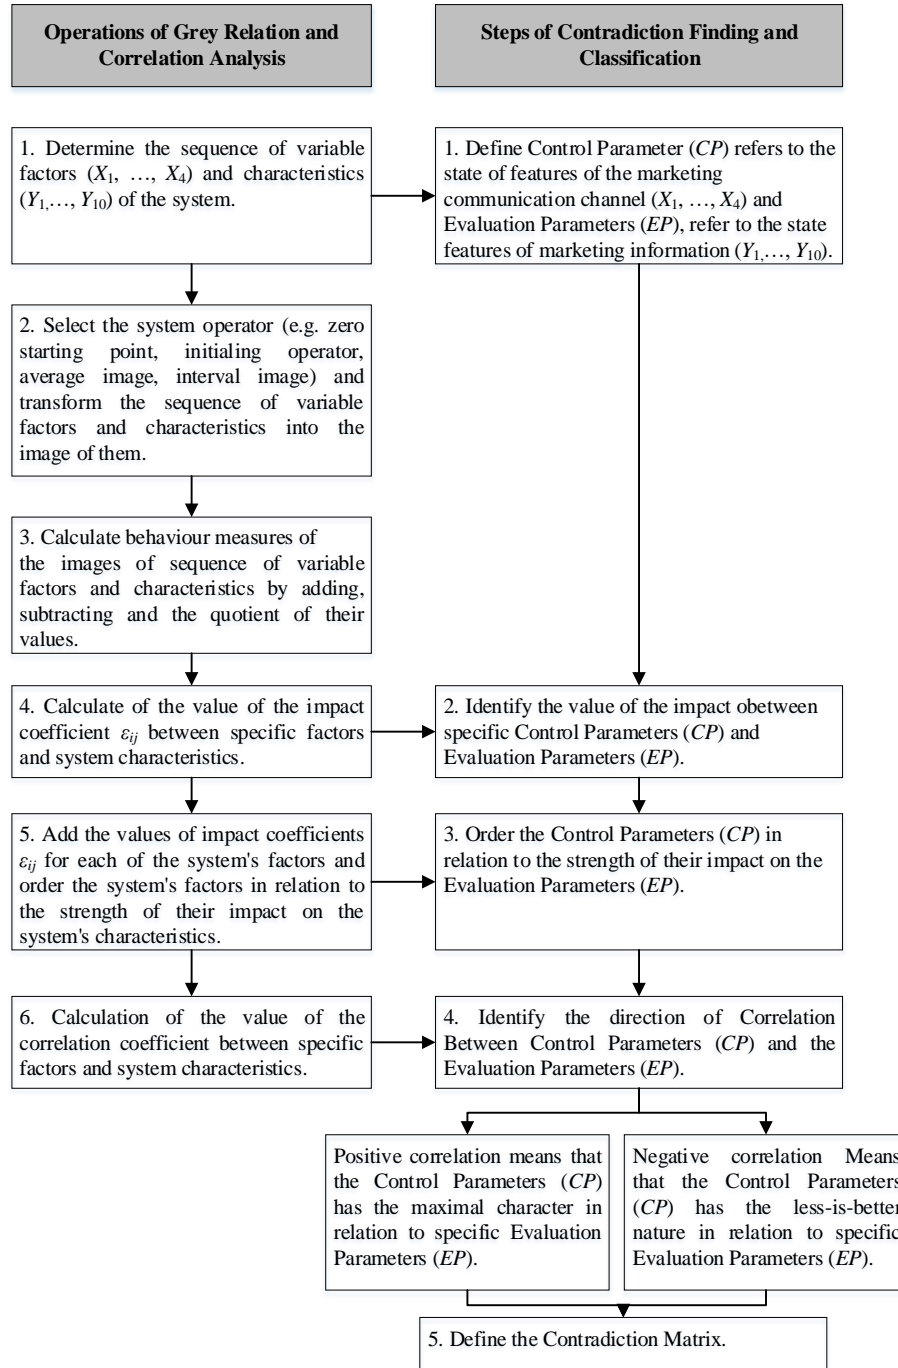 Operations of Grey Relation and
Correlation Analysis
Steps of Contradiction Finding and
Classification
1. Determine the sequence of variable
factors (X1, …, X4) and characteristics
(Y1,…, Y10) of the system.
1. Define Control Parameter (CP) refers to the
state of features of the marketing
communication channel (X1, …, X4) and
Evaluation Parameters (EP), refer to the state
features of marketing information (Y1,…, Y10).
2. Select the system operator (e.g. zero
starting point, initialing operator,
average image, interval image) and
transform the sequence of variable
factors and characteristics into the
image of them.
3. Calculate behaviour measures of
the images of sequence of variable
factors and characteristics by adding,
subtracting and the quotient of their
values.
4. Calculate of the value of the impact
coefficient εij between specific factors
and system characteristics.
2. Identify the value of the impact obetween
specific Control Parameters (CP) and
Evaluation Parameters (EP).
5. Add the values of impact coefficients
εij for each of the system's factors and
order the system's factors in relation to
the strength of their impact on the
system's characteristics.
3. Order the Control Parameters (CP) in
relation to the strength of their impact on the
Evaluation Parameters (EP).
6. Calculation of the value of the
correlation coefficient between specific
factors and system characteristics.
4. Identify the direction of Correlation
Between Control Parameters (CP) and the
Evaluation Parameters (EP).
Positive correlation means that
the Control Parameters (CP)
has the maximal character in
relation to specific Evaluation
Parameters (EP).
Negative correlation Means
that the Control Parameters
(CP) has the less-is-better
nature in relation to specific
Evaluation Parameters (EP).
5. Define the Contradiction Matrix.